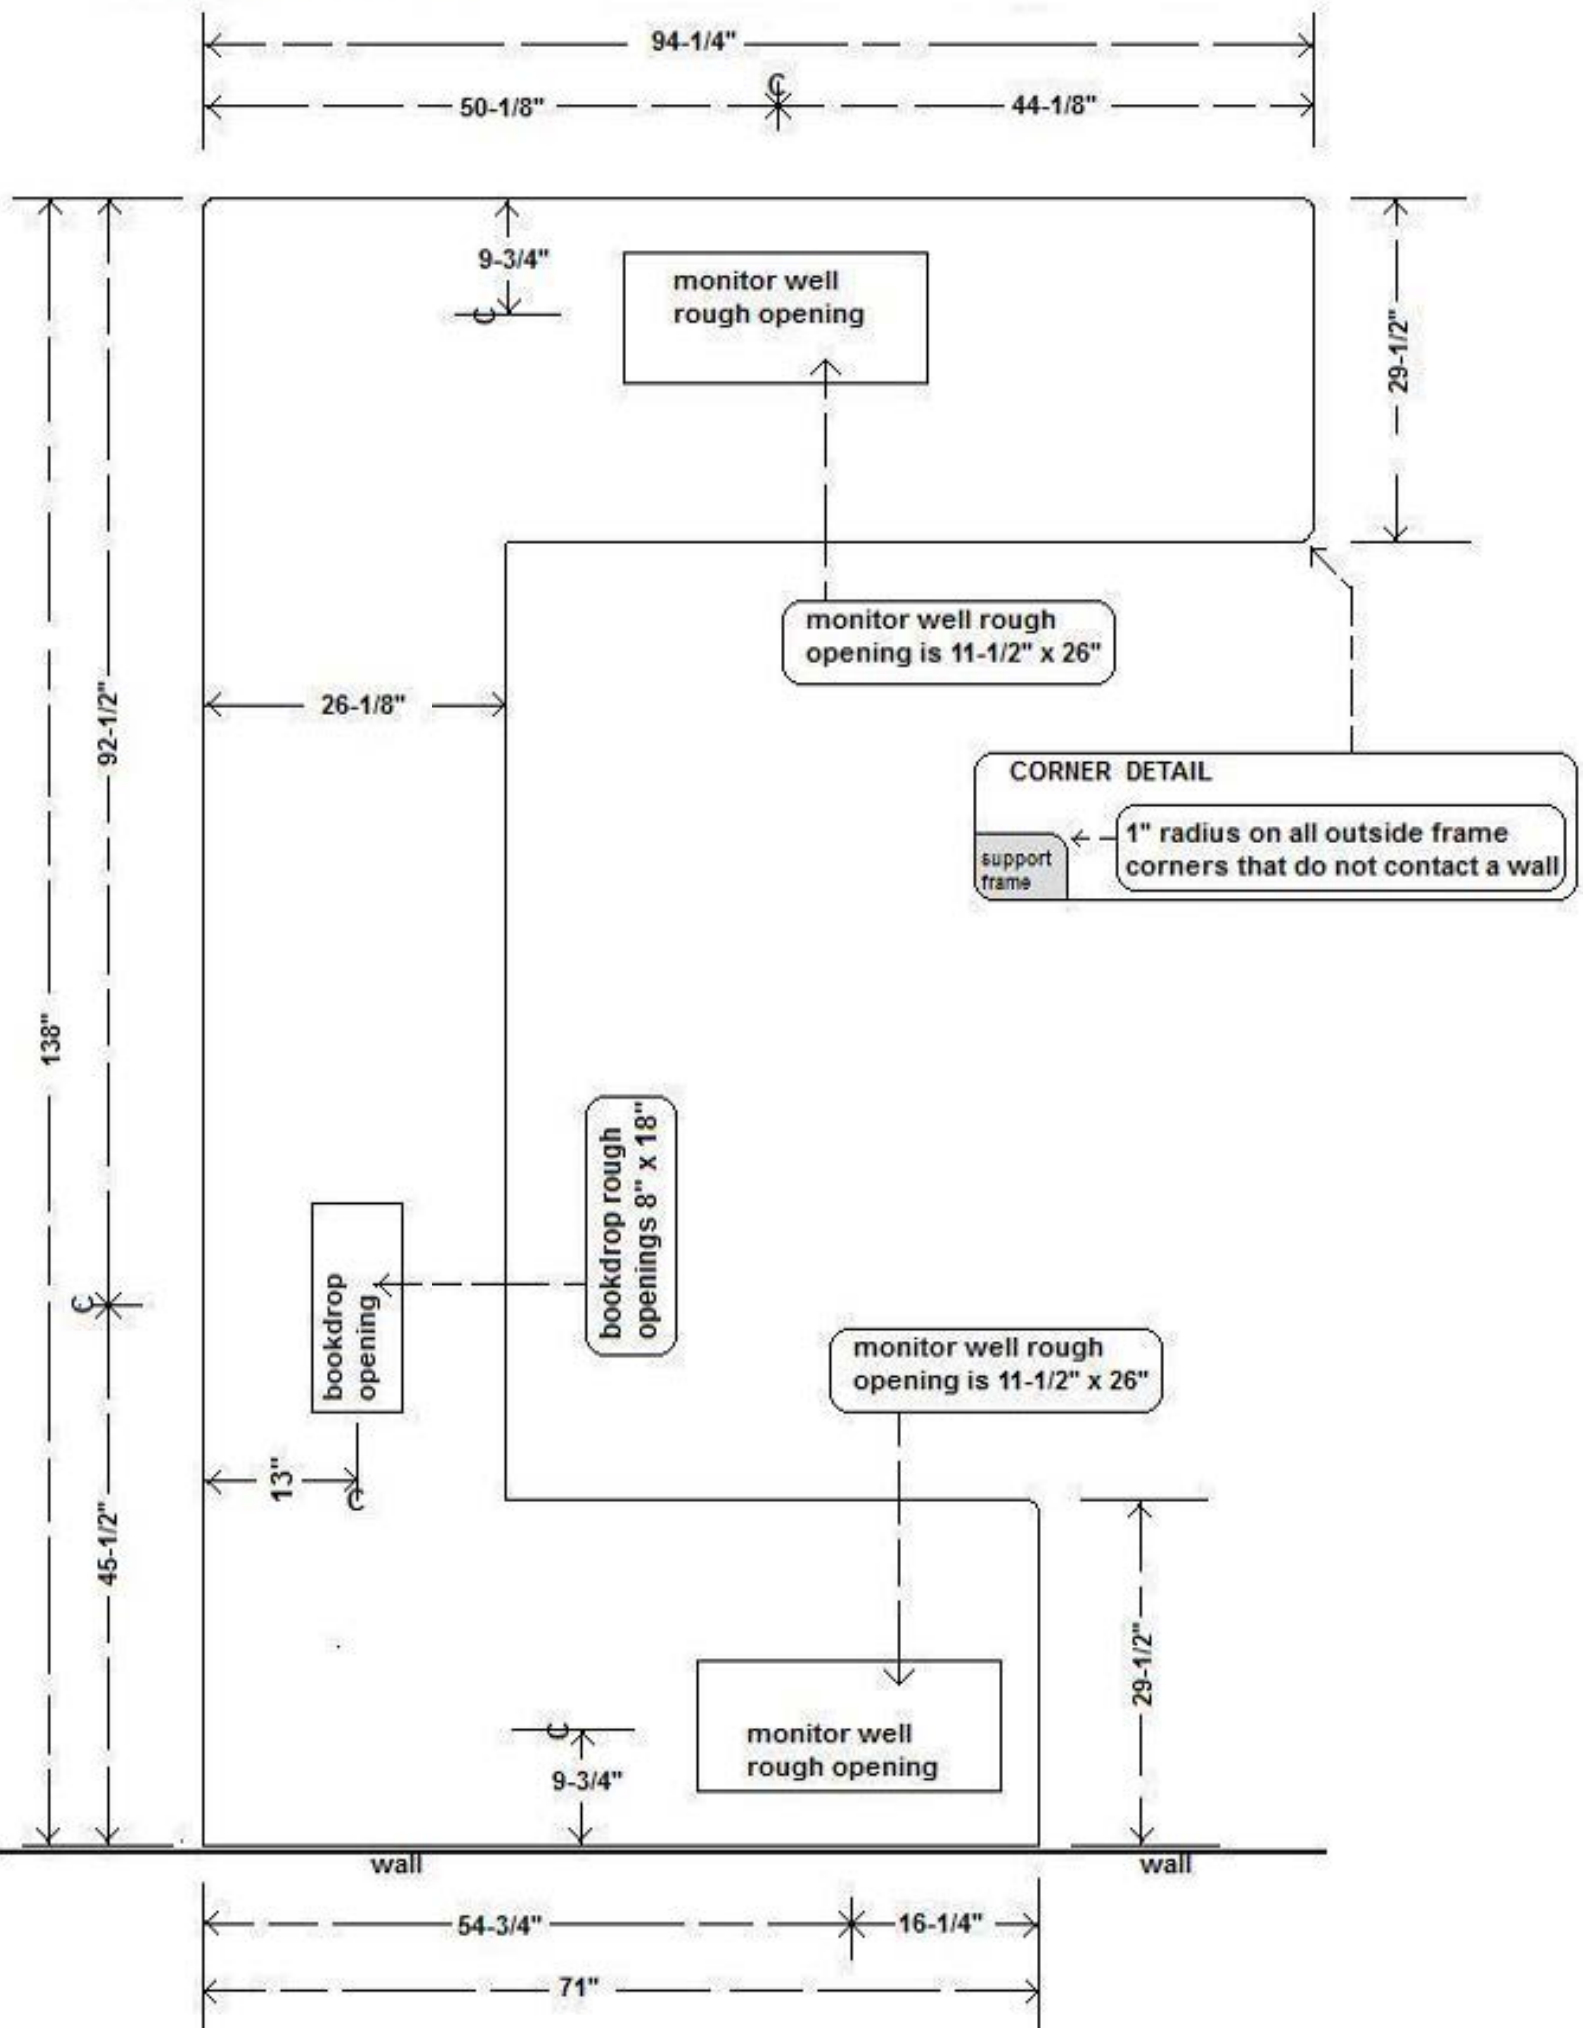 94-1/4"
C
50-1/8"
44-1/8"
9-3/4"
C
monitor well
rough opening
29-1/2"
monitor well rough
opening is 11-1/2" x 26"
26-1/8"
92-1/2"
CORNER DETAIL
1" radius on all outside frame
corners that do not contact a wall
support
frame
138"
bookdrop rough
openings 8" x 18"
C
bookdrop
opening
monitor well rough
opening is 11-1/2" x 26"
13"
C
45-1/2"
29-1/2"
C
9-3/4"
monitor well
rough opening
wall
wall
54-3/4"
16-1/4"
71"